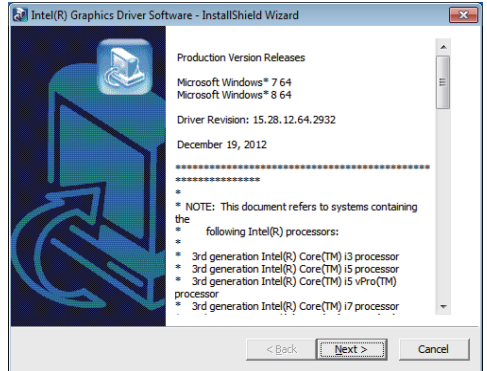 Intel(R) Graphics Driver Software - InstallShield Wizard
Production Version Releases
Microsoft Windows* 7 64
Microsoft Windows* 8 64
Driver Revision: 15.28.12.64.2932
December 19, 2012
*********************************************
***************
*
* NOTE: This document refers to systems containing
the
* following Intel(R) processors:
*
* 3rd generation Intel(R) Core(TM) i3 processor
* 3rd generation Intel(R) Core(TM) i5 processor
* 3rd generation Intel(R) Core(TM) i5 vPro(TM)
processor
* 3rd generation Intel(R) Core(TM) i7 processor
< Back
Next >
Cancel